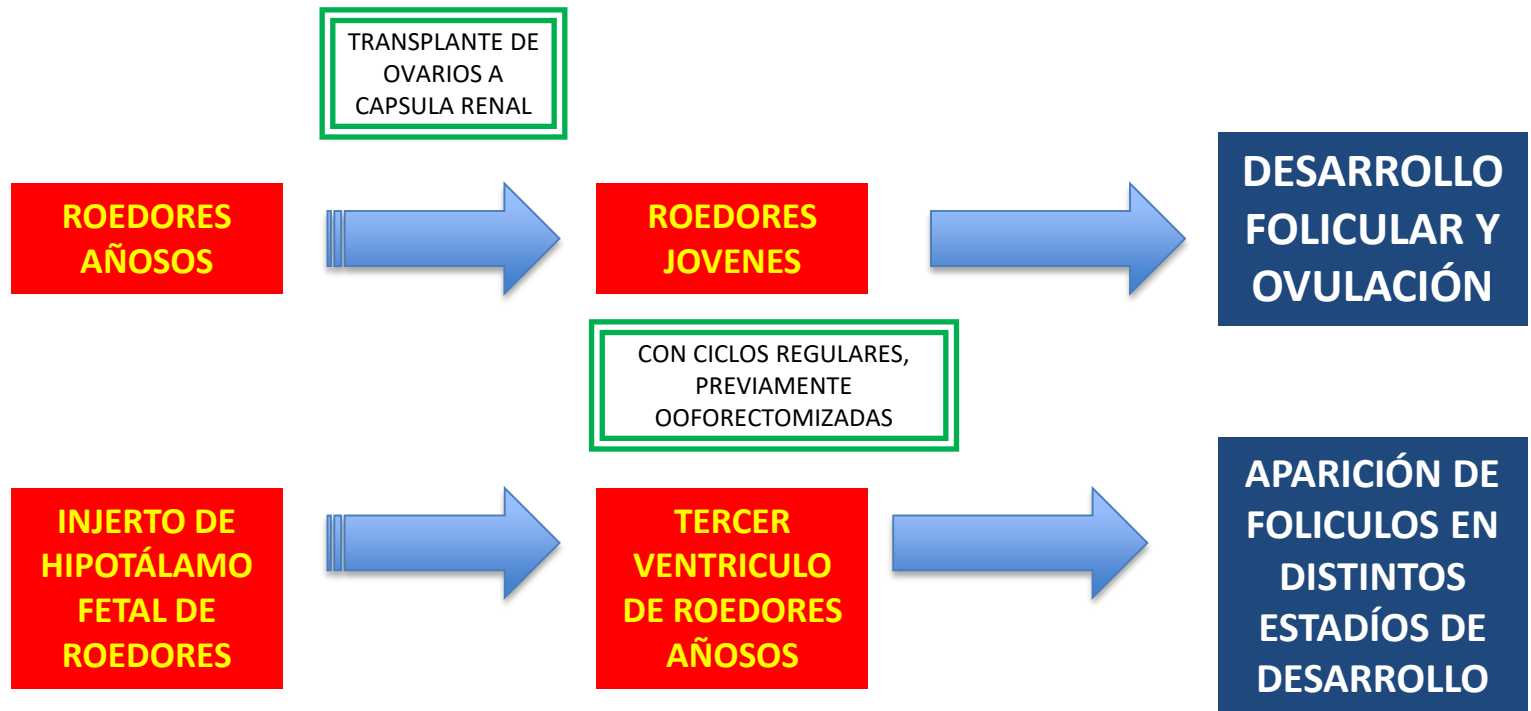 TRANSPLANTE DE
OVARIOS A
CAPSULA RENAL
ROEDORES
AÑOSOS
ROEDORES
JOVENES
DESARROLLO
FOLICULAR Y
OVULACIÓN
CON CICLOS REGULARES,
PREVIAMENTE
OOFORECTOMIZADAS
INJERTO DE
HIPOTÁLAMO
FETAL DE
ROEDORES
TERCER
VENTRICULO
DE ROEDORES
AÑOSOS
APARICIÓN DE
FOLICULOS EN
DISTINTOS
ESTADÍOS DE
DESARROLLO